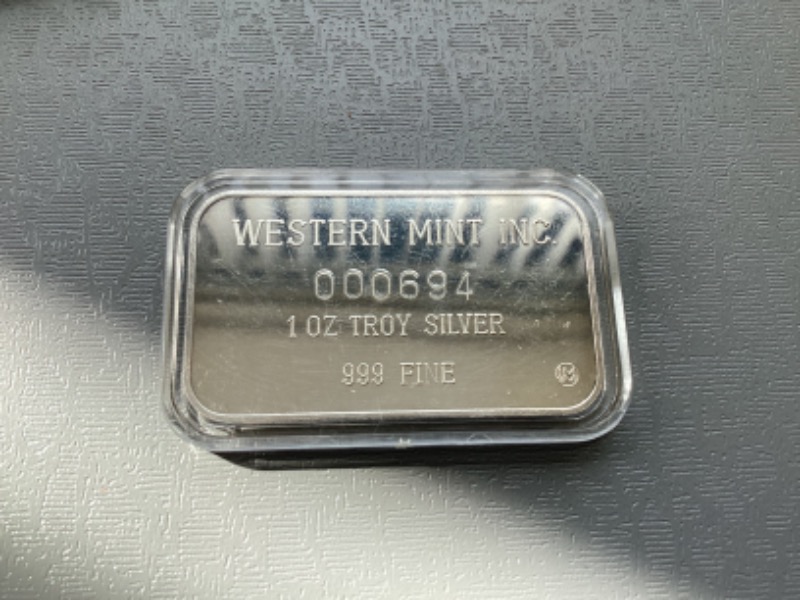 WESTERN MINT INC.
000694
1 OZ TROY SILVER
999 FINE